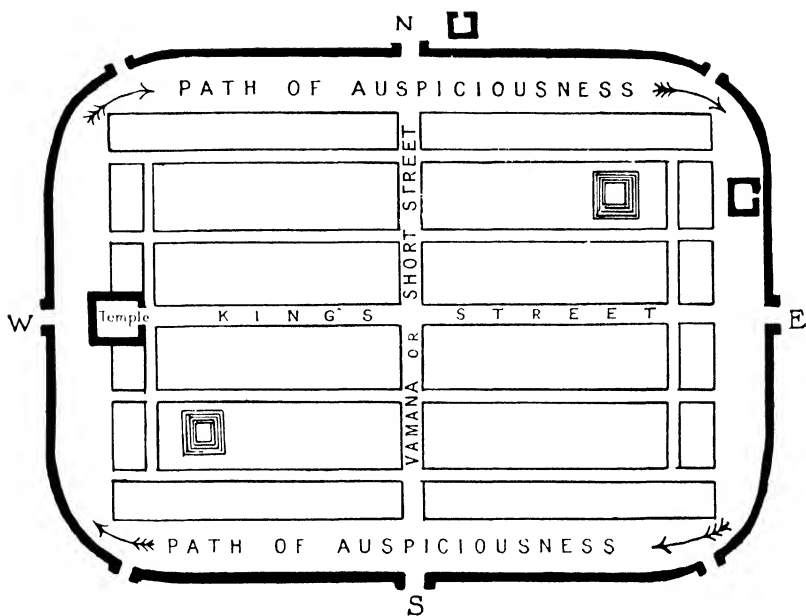 N
PATH OF AUSPICIOUSNESS
VAMANA OR SHORT STREET
W
Temple
KING'S STREET
E
PATH OF AUSPICIOUSNESS
S